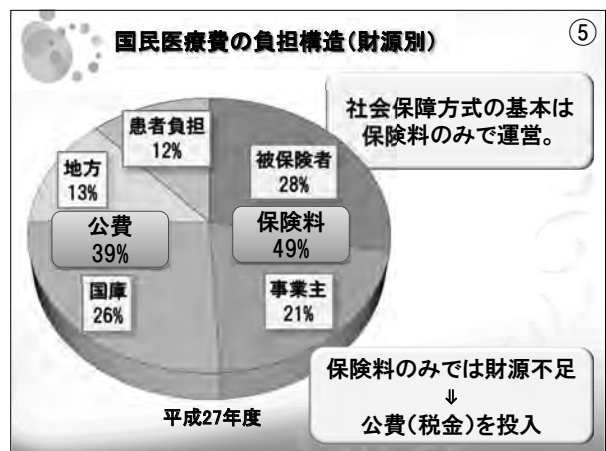 国民医療費の負担構造(財源別)
⑤
社会保障方式の基本は
保険料のみで運営。
患者負担
12%
地方
13%
被保険者
28%
公費
39%
保険料
49%
国庫
26%
事業主
21%
平成27年度
保険料のみでは財源不足
⇓
公費(税金)を投入